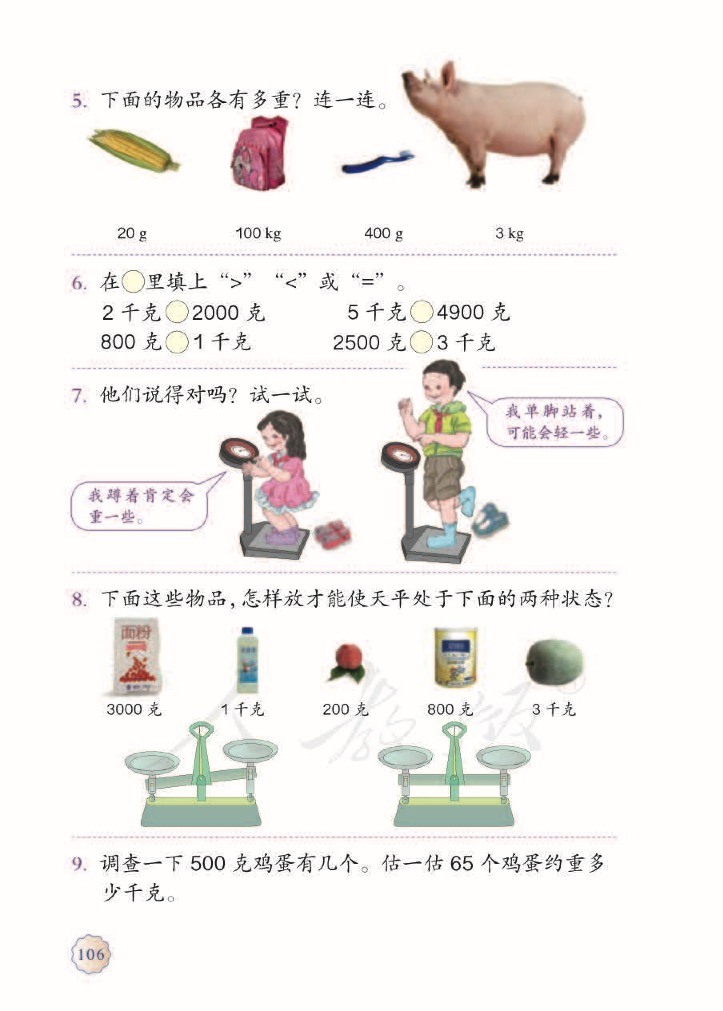 5. 下面的物品各有多重？连一连。
20 g 100 kg 400 g 3 kg
6. 在○里填上“>”“<”或“=”。
2 千克○2000 克 5 千克○4900 克
800 克○1 千克 2500 克○3 千克
7. 他们说得对吗？试一试。
我单脚站着，
可能会轻一些。
我蹲着肯定会
重一些。
8. 下面这些物品，怎样放才能使天平处于下面的两种状态？
面粉
3000 克 1 千克 200 克 800 克 3 千克
人教版
9. 调查一下 500 克鸡蛋有几个。估一估 65 个鸡蛋约重多
少千克。
106